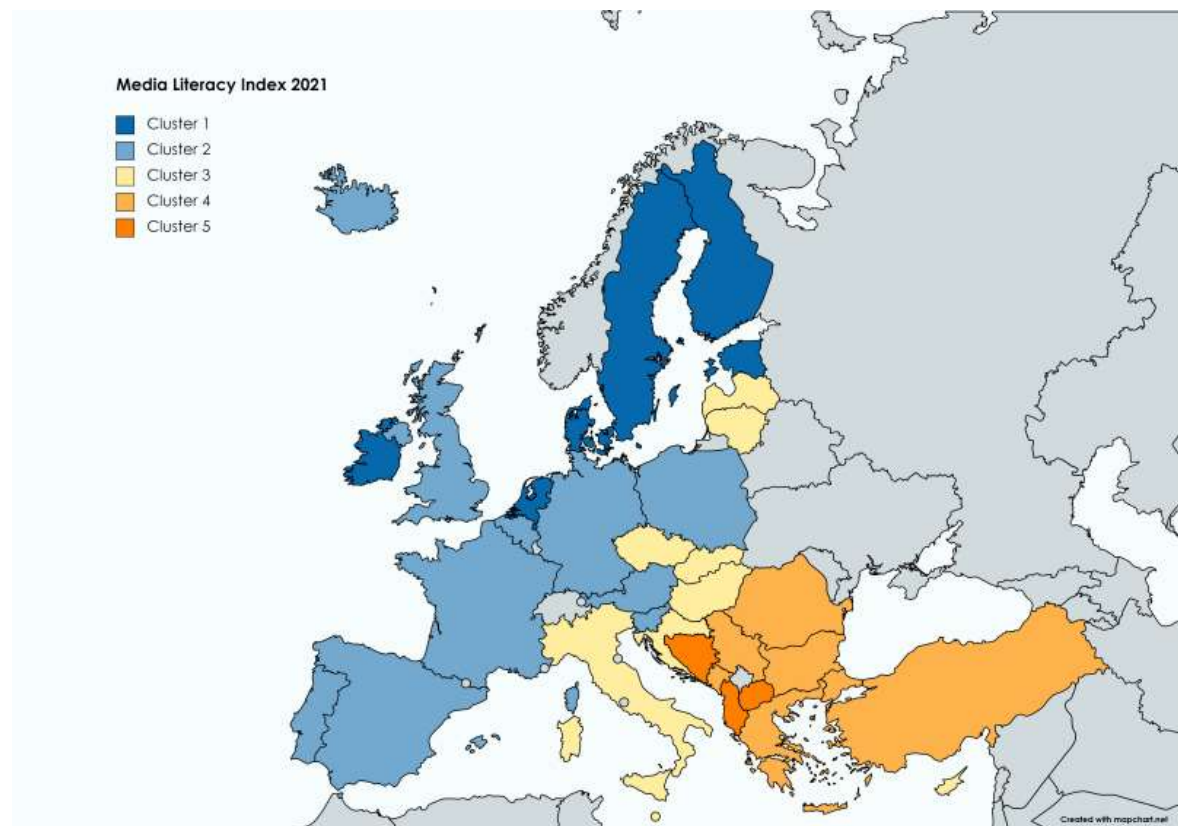 Media Literacy Index 2021
Cluster 1
Cluster 2
Cluster 3
Cluster 4
Cluster 5
Created with mapchart.net